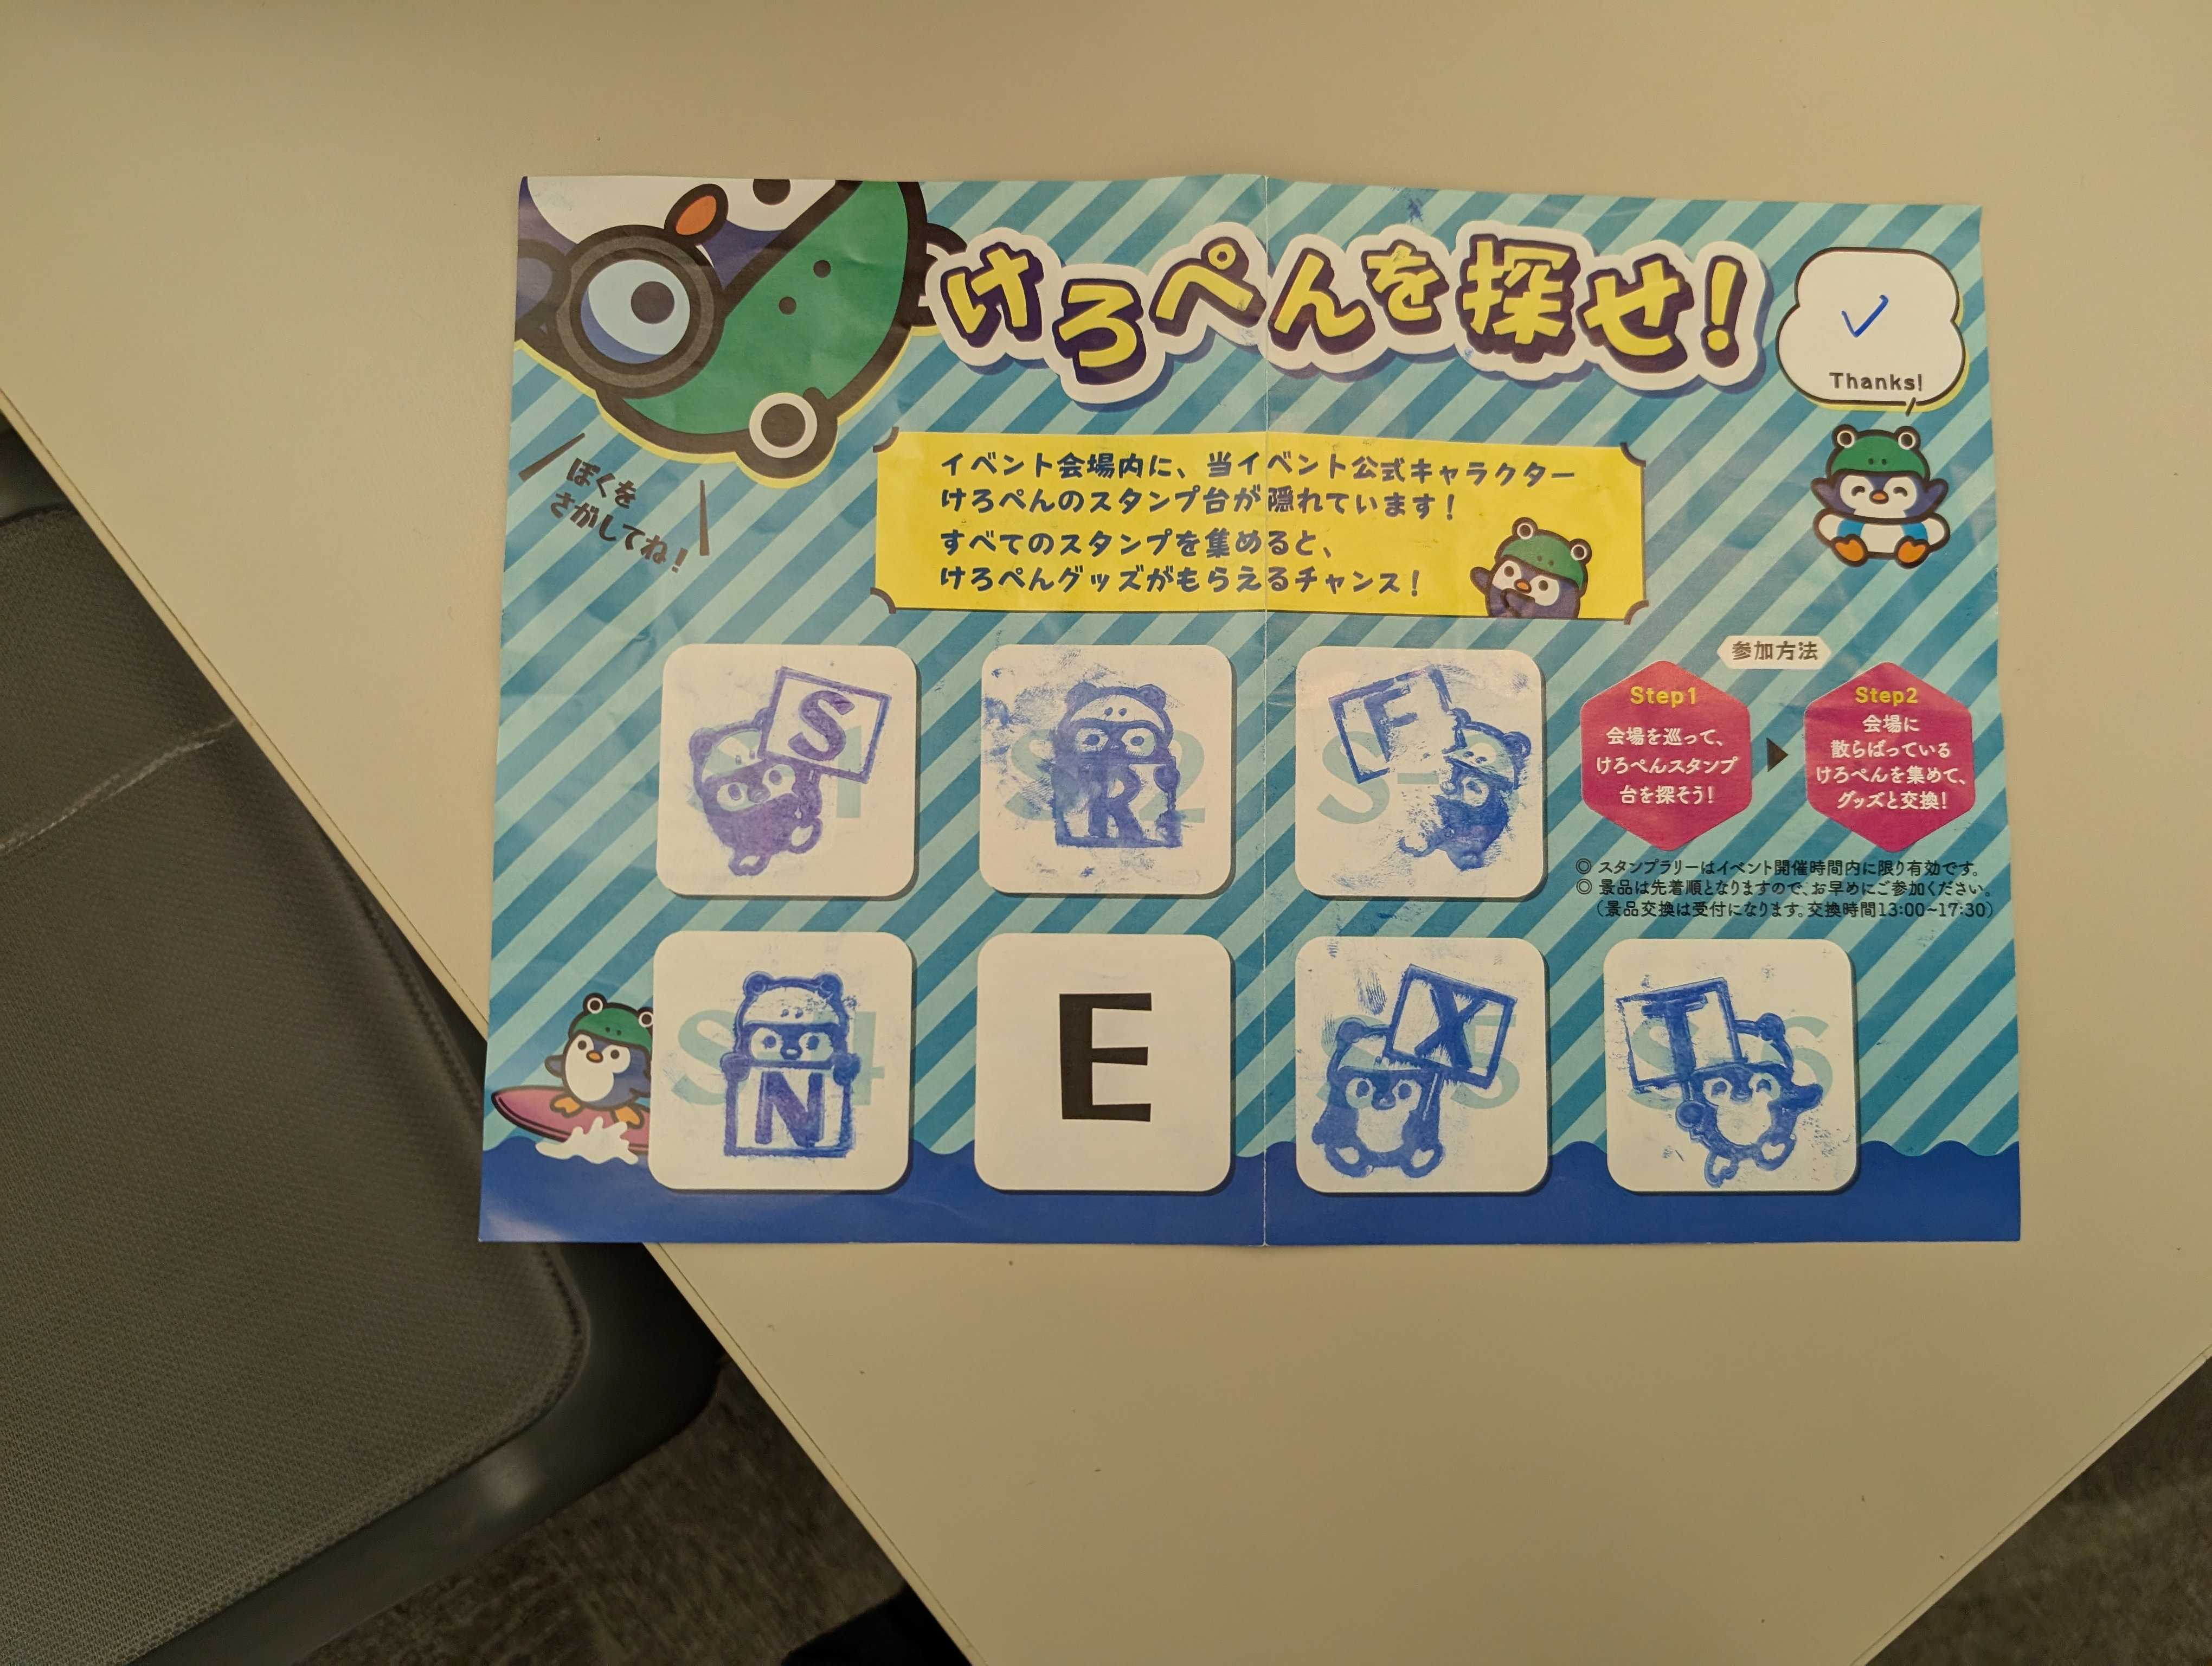 けろぺんを探せ!
Thanks!
ぼくを
さがしてね!
イベント会場内に、当イベント公式キャラクター
けろぺんのスタンプ台が隠れています!
すべてのスタンプを集めると、
けろぺんグッズがもらえるチャンス!
参加方法
Step1
会場を巡って、
けろぺんスタンプ
台を探そう!
Step2
会場に
散らばっている
けろぺんを集めて、
グッズと交換!
◎ スタンプラリーはイベント開催時間内に限り有効です。
◎ 景品は先着順となりますので、お早めにご参加ください。
(景品交換は受付になります。交換時間13:00~17:30)
S
R
F
N
E
X
T